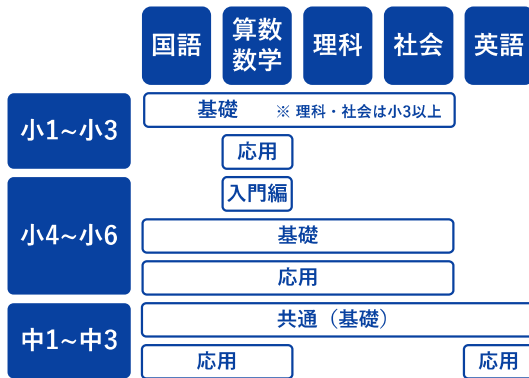 国語
算数
数学
理科
社会
英語
小1~小3
基礎 ※ 理科・社会は小3以上
応用
小4~小6
入門編
基礎
応用
中1~中3
共通（基礎）
応用
応用